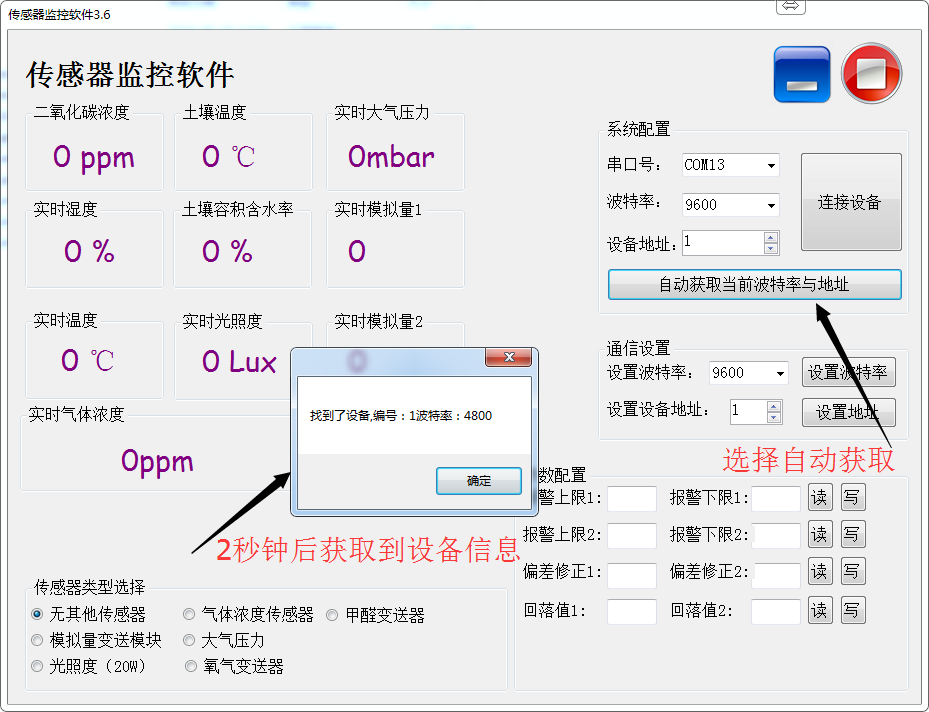 传感器监控软件3.6
传感器监控软件
二氧化碳浓度
0 ppm
土壤温度
0 ℃
实时大气压力
0mbar
实时湿度
0 %
土壤容积含水率
0 %
实时模拟量1
0
实时温度
0 ℃
实时光照度
0 Lux
实时模拟量2
0
实时气体浓度
0ppm
系统配置
串口号： COM13
波特率： 9600
设备地址： 1
连接设备
自动获取当前波特率与地址
通信设置
设置波特率： 9600 设置波特率
设置设备地址： 1 设置地址
选择自动获取
找到了设备,编号：1波特率：4800
确定
2秒钟后获取到设备信息
数配置
警上限1: 报警下限1: 读 写
报警上限2: 报警下限2: 读 写
偏差修正1: 偏差修正2: 读 写
回落值1: 回落值2: 读 写
传感器类型选择
无其他传感器 气体浓度传感器 甲醛变送器
模拟量变送模块 大气压力
光照度（20W） 氧气变送器